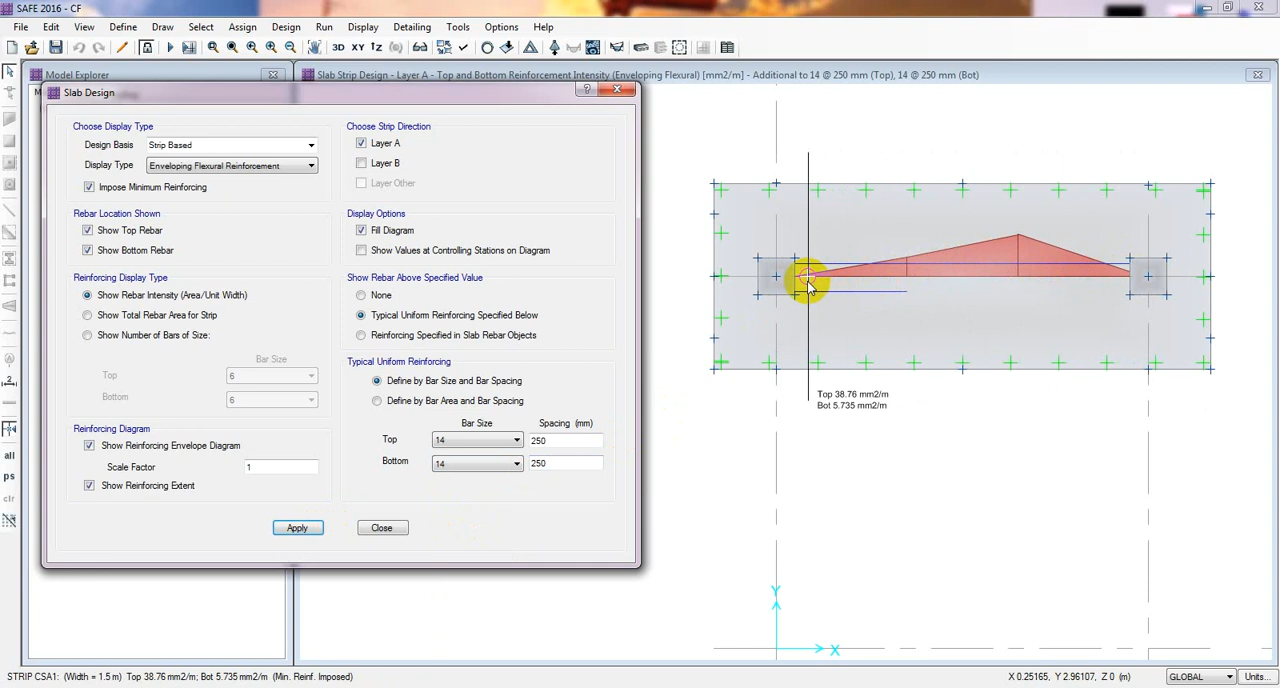 SAFE 2016 - CF
File Edit View Define Draw Select Assign Design Run Display Detailing Tools Options Help
3D XY
Model Explorer
Slab Strip Design - Layer A - Top and Bottom Reinforcement Intensity (Enveloping Flexural) [mm2/m] - Additional to 14 @ 250 mm (Top), 14 @ 250 mm (Bot)
Slab Design
Choose Display Type
Design Basis Strip Based
Display Type Enveloping Flexural Reinforcement
Impose Minimum Reinforcing
Rebar Location Shown
Show Top Rebar
Show Bottom Rebar
Reinforcing Display Type
Show Rebar Intensity (Area/Unit Width)
Show Total Rebar Area for Strip
Show Number of Bars of Size:
Bar Size
Top 6
Bottom 6
Reinforcing Diagram
Show Reinforcing Envelope Diagram
Scale Factor 1
Show Reinforcing Extent
Choose Strip Direction
Layer A
Layer B
Layer Other
Display Options
Fill Diagram
Show Values at Controlling Stations on Diagram
Show Rebar Above Specified Value
None
Typical Uniform Reinforcing Specified Below
Reinforcing Specified in Slab Rebar Objects
Typical Uniform Reinforcing
Define by Bar Size and Bar Spacing
Define by Bar Area and Bar Spacing
Bar Size Spacing (mm)
Top 14 250
Bottom 14 250
Apply Close
Top 38.76 mm2/m
Bot 5.735 mm2/m
Y
X
all
ps
clr
STRIP CSA1: (Width = 1.5 m) Top 38.76 mm2/m; Bot 5.735 mm2/m (Min. Reinf. Imposed)
X 0.25165, Y 2.96107, Z 0 (m)
GLOBAL
Units...